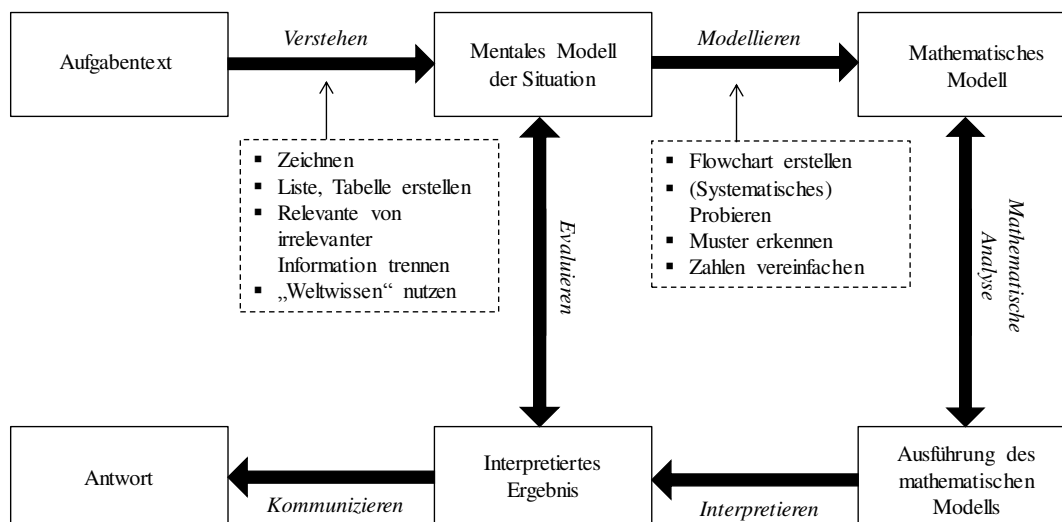 Verstehen
Modellieren
Aufgabentext
Mentales Modell
der Situation
Mathematisches
Modell
▪ Zeichnen
▪ Liste, Tabelle erstellen
▪ Relevante von
irrelevanter
Information trennen
▪ „Weltwissen“ nutzen
▪ Flowchart erstellen
▪ (Systematisches)
Probieren
▪ Muster erkennen
▪ Zahlen vereinfachen
Evaluieren
Mathematische
Analyse
Antwort
Interpretiertes
Ergebnis
Ausführung des
mathematischen
Modells
Kommunizieren
Interpretieren